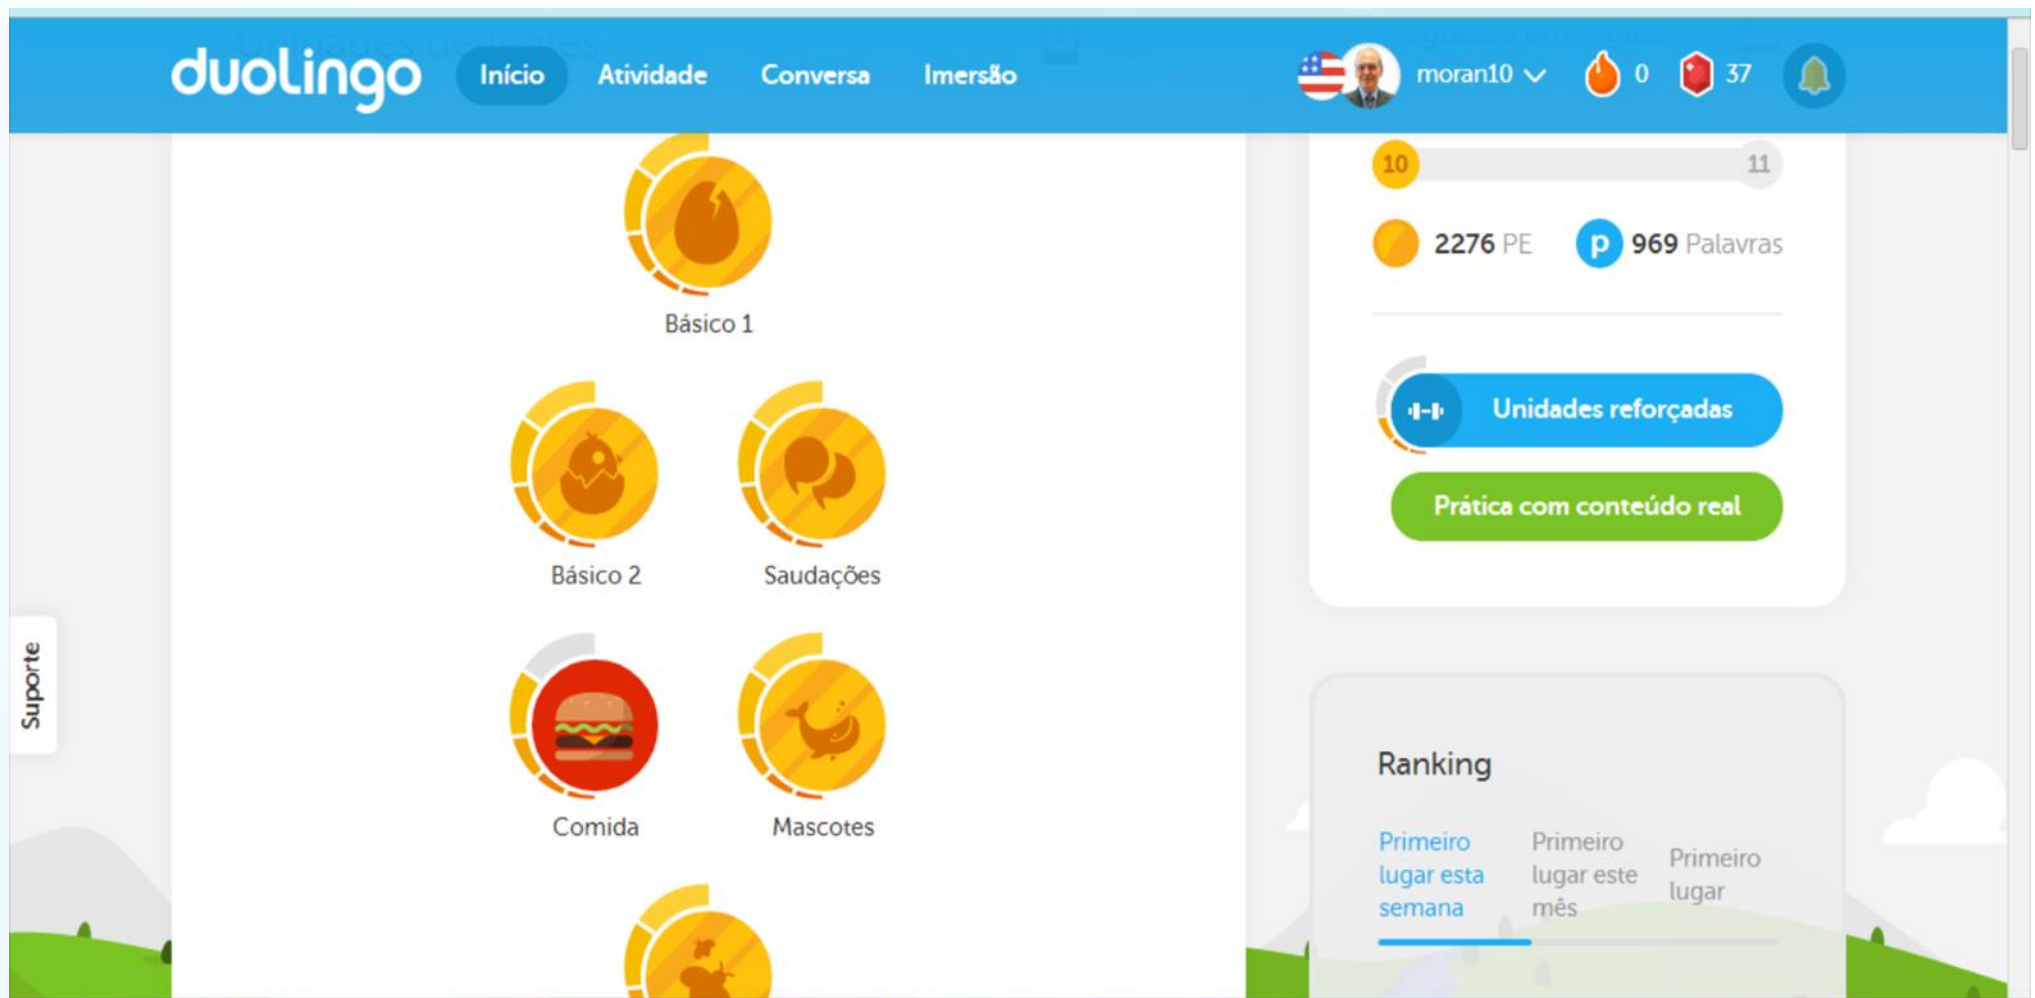 duolingo Início Atividade Conversa Imersão moran10 0 37
10 11
2276 PE p 969 Palavras
Básico 1
Unidades reforçadas
Prática com conteúdo real
Básico 2 Saudações
Suporte
Comida Mascotes
Ranking
Primeiro lugar esta semana
Primeiro lugar este mês
Primeiro lugar